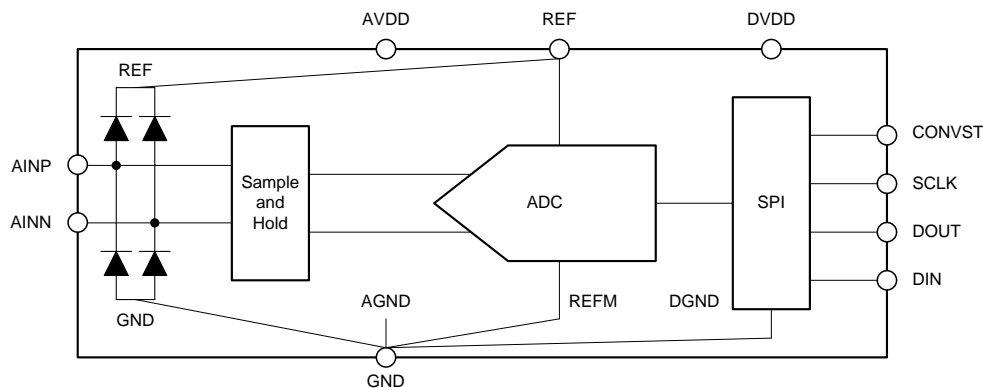 AVDD
REF
DVDD
REF
CONVST
AINP
Sample
and
Hold
ADC
SPI
SCLK
AINN
DOUT
DIN
AGND
REFM
DGND
GND
GND